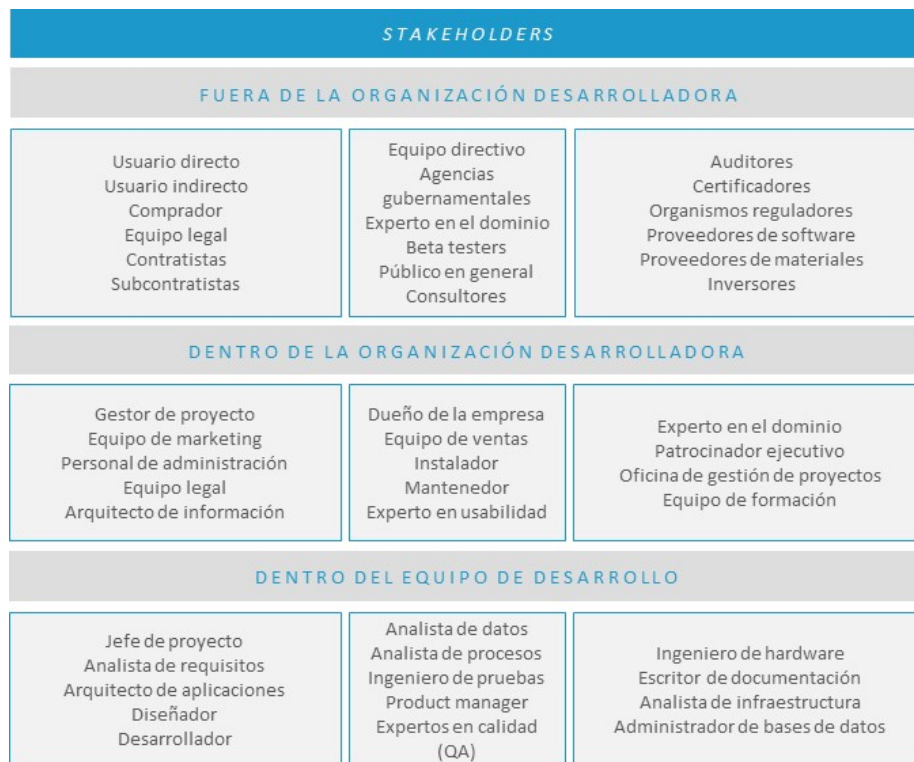 STAKEHOLDERS
FUERA DE LA ORGANIZACIÓN DESARROLLADORA
Usuario directo
Usuario indirecto
Comprador
Equipo legal
Contratistas
Subcontratistas
Equipo directivo
Agencias
gubernamentales
Experto en el dominio
Beta testers
Público en general
Consultores
Auditores
Certificadores
Organismos reguladores
Proveedores de software
Proveedores de materiales
Inversores
DENTRO DE LA ORGANIZACIÓN DESARROLLADORA
Gestor de proyecto
Equipo de marketing
Personal de administración
Equipo legal
Arquitecto de información
Dueño de la empresa
Equipo de ventas
Instalador
Mantenedor
Experto en usabilidad
Experto en el dominio
Patrocinador ejecutivo
Oficina de gestión de proyectos
Equipo de formación
DENTRO DEL EQUIPO DE DESARROLLO
Jefe de proyecto
Analista de requisitos
Arquitecto de aplicaciones
Diseñador
Desarrollador
Analista de datos
Analista de procesos
Ingeniero de pruebas
Product manager
Expertos en calidad
(QA)
Ingeniero de hardware
Escritor de documentación
Analista de infraestructura
Administrador de bases de datos